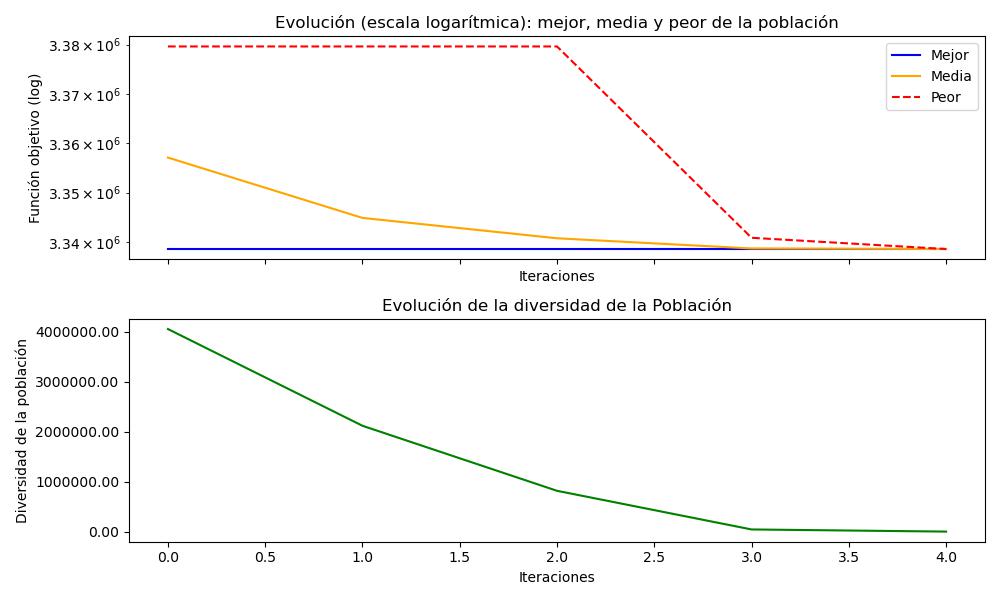 Evolución (escala logarítmica): mejor, media y peor de la población
Función objetivo (log)
3.38 × 10⁶
3.37 × 10⁶
3.36 × 10⁶
3.35 × 10⁶
3.34 × 10⁶
Mejor
Media
Peor
Iteraciones
Evolución de la diversidad de la Población
Diversidad de la población
4000000.00
3000000.00
2000000.00
1000000.00
0.00
0.0 0.5 1.0 1.5 2.0 2.5 3.0 3.5 4.0
Iteraciones